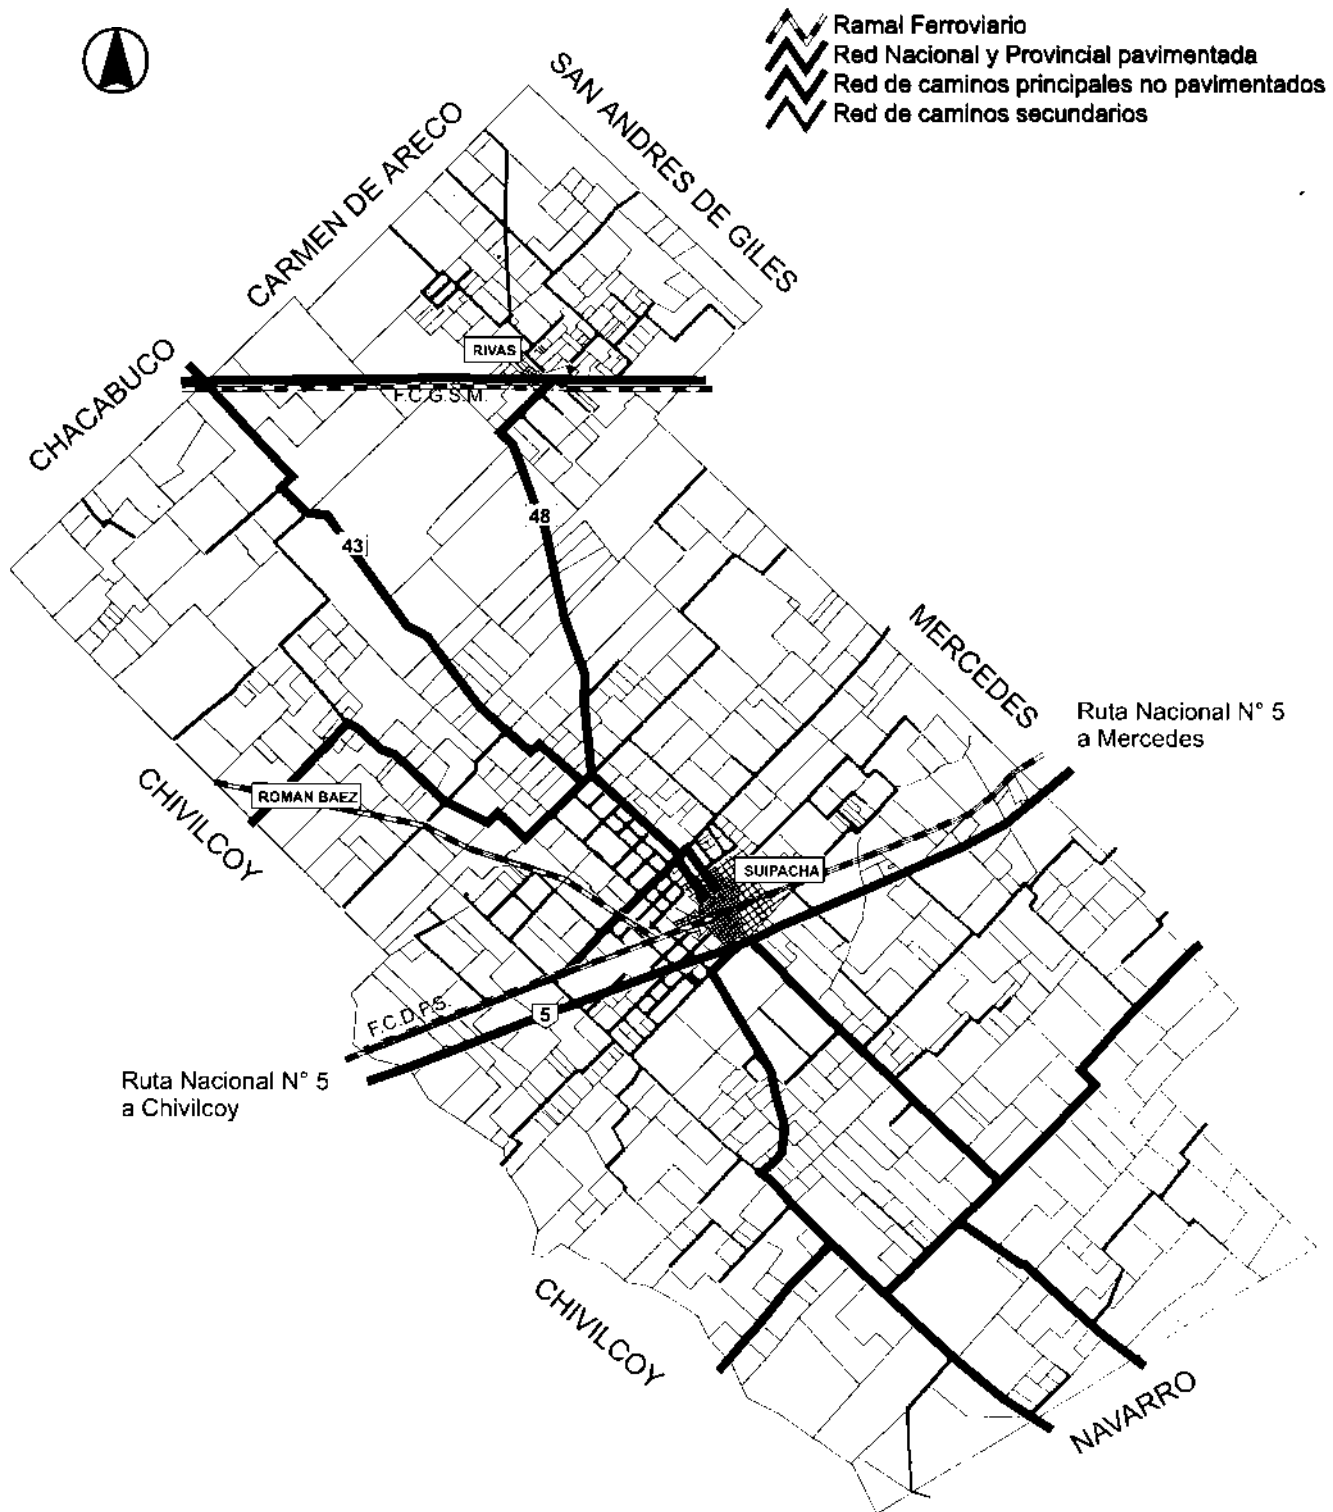 Ramal Ferroviario
Red Nacional y Provincial pavimentada
Red de caminos principales no pavimentados
Red de caminos secundarios
SAN ANDRES DE GILES
CARMEN DE ARECO
CHACABUCO
RIVAS
F.C.G.S.M.
48
43
MERCEDES
Ruta Nacional N° 5
a Mercedes
CHIVILCOY
ROMAN BAEZ
SUIPACHA
F.C.D.F.S.
5
Ruta Nacional N° 5
a Chivilcoy
CHIVILCOY
NAVARRO